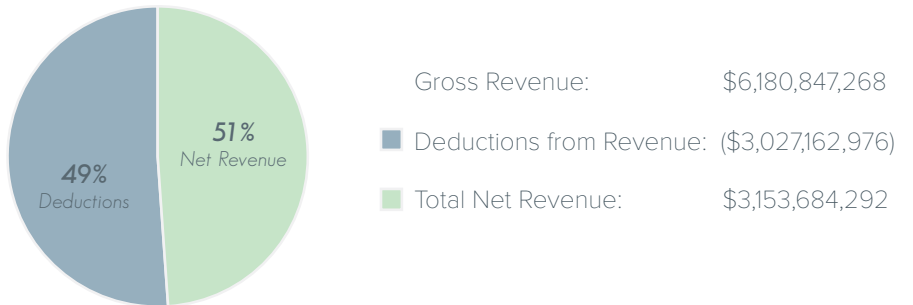 51%
Net Revenue
49%
Deductions
Gross Revenue: $6,180,847,268
Deductions from Revenue: ($3,027,162,976)
Total Net Revenue: $3,153,684,292